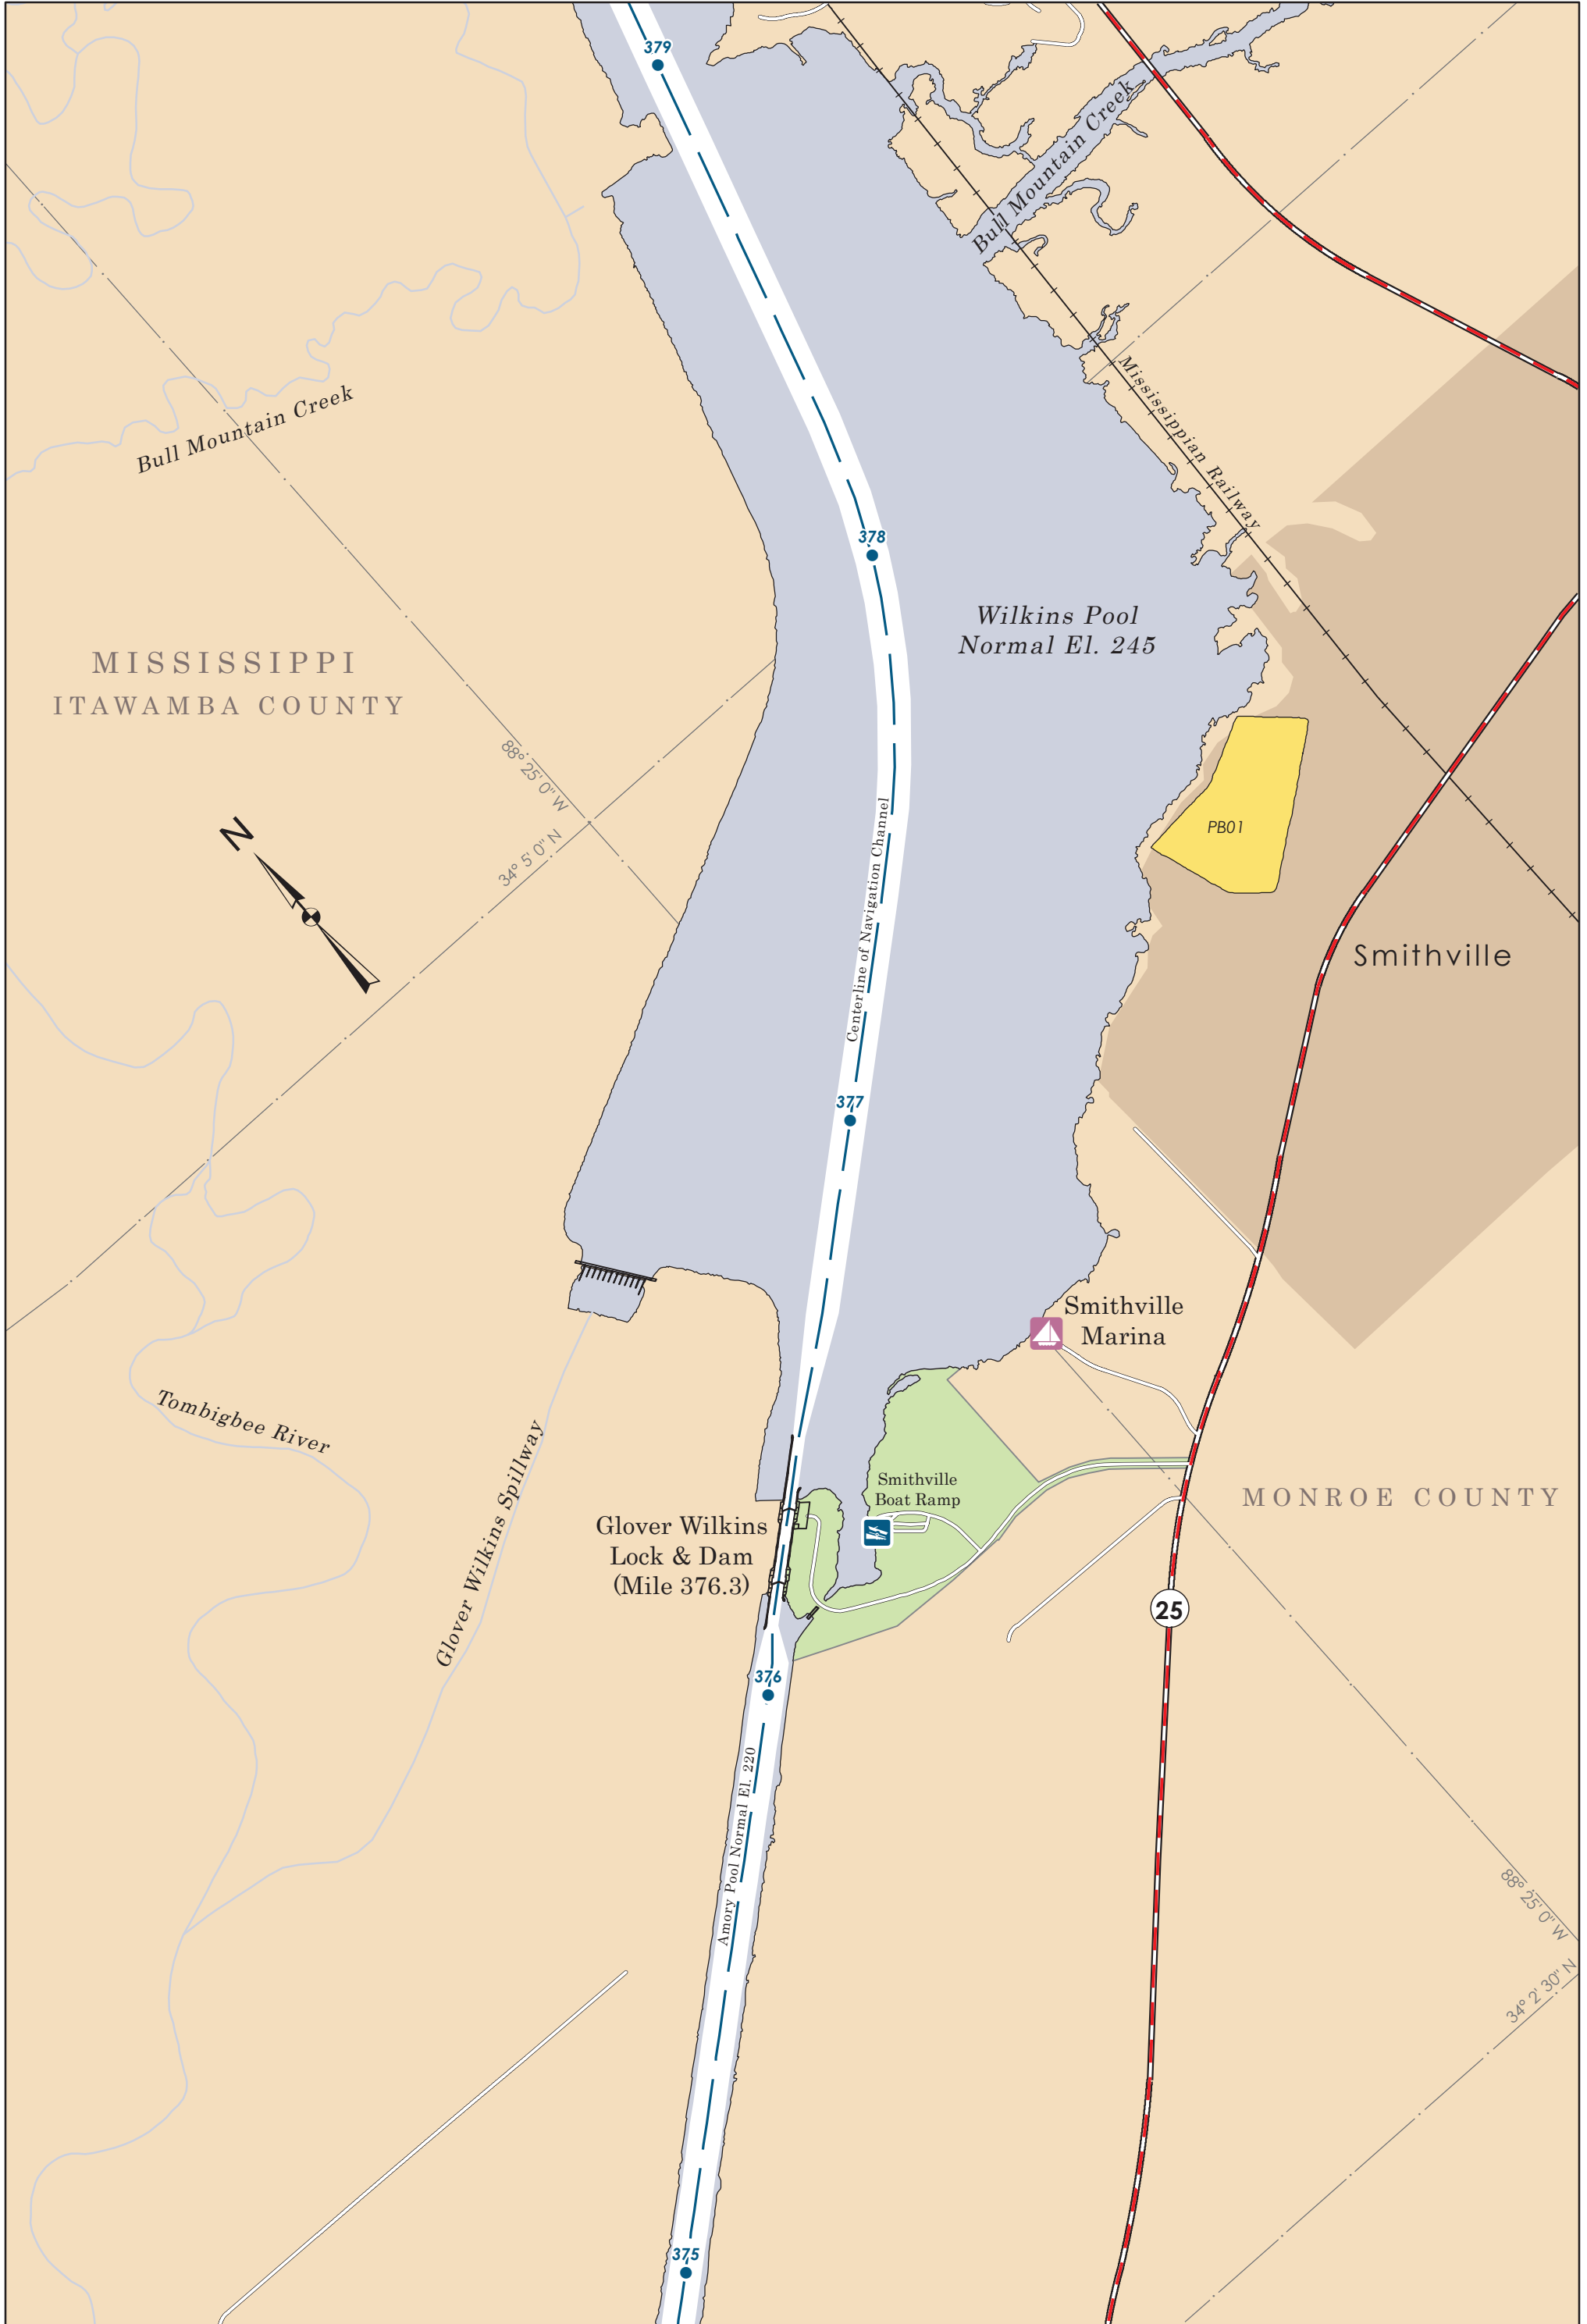 379
Bull Mountain Creek
Mississippian Railway
Bull Mountain Creek
378
Wilkins Pool
Normal El. 245
MISSISSIPPI
ITAWAMBA COUNTY
88° 25' 0" W
34° 5' 0" N
N
PB01
Centerline of Navigation Channel
Smithville
377
Smithville
Marina
Tombigbee River
Glover Wilkins Spillway
Smithville
Boat Ramp
MONROE COUNTY
Glover Wilkins
Lock & Dam
(Mile 376.3)
25
376
Amory Pool Normal El. 220
88° 25' 0" W
34° 2' 30" N
375